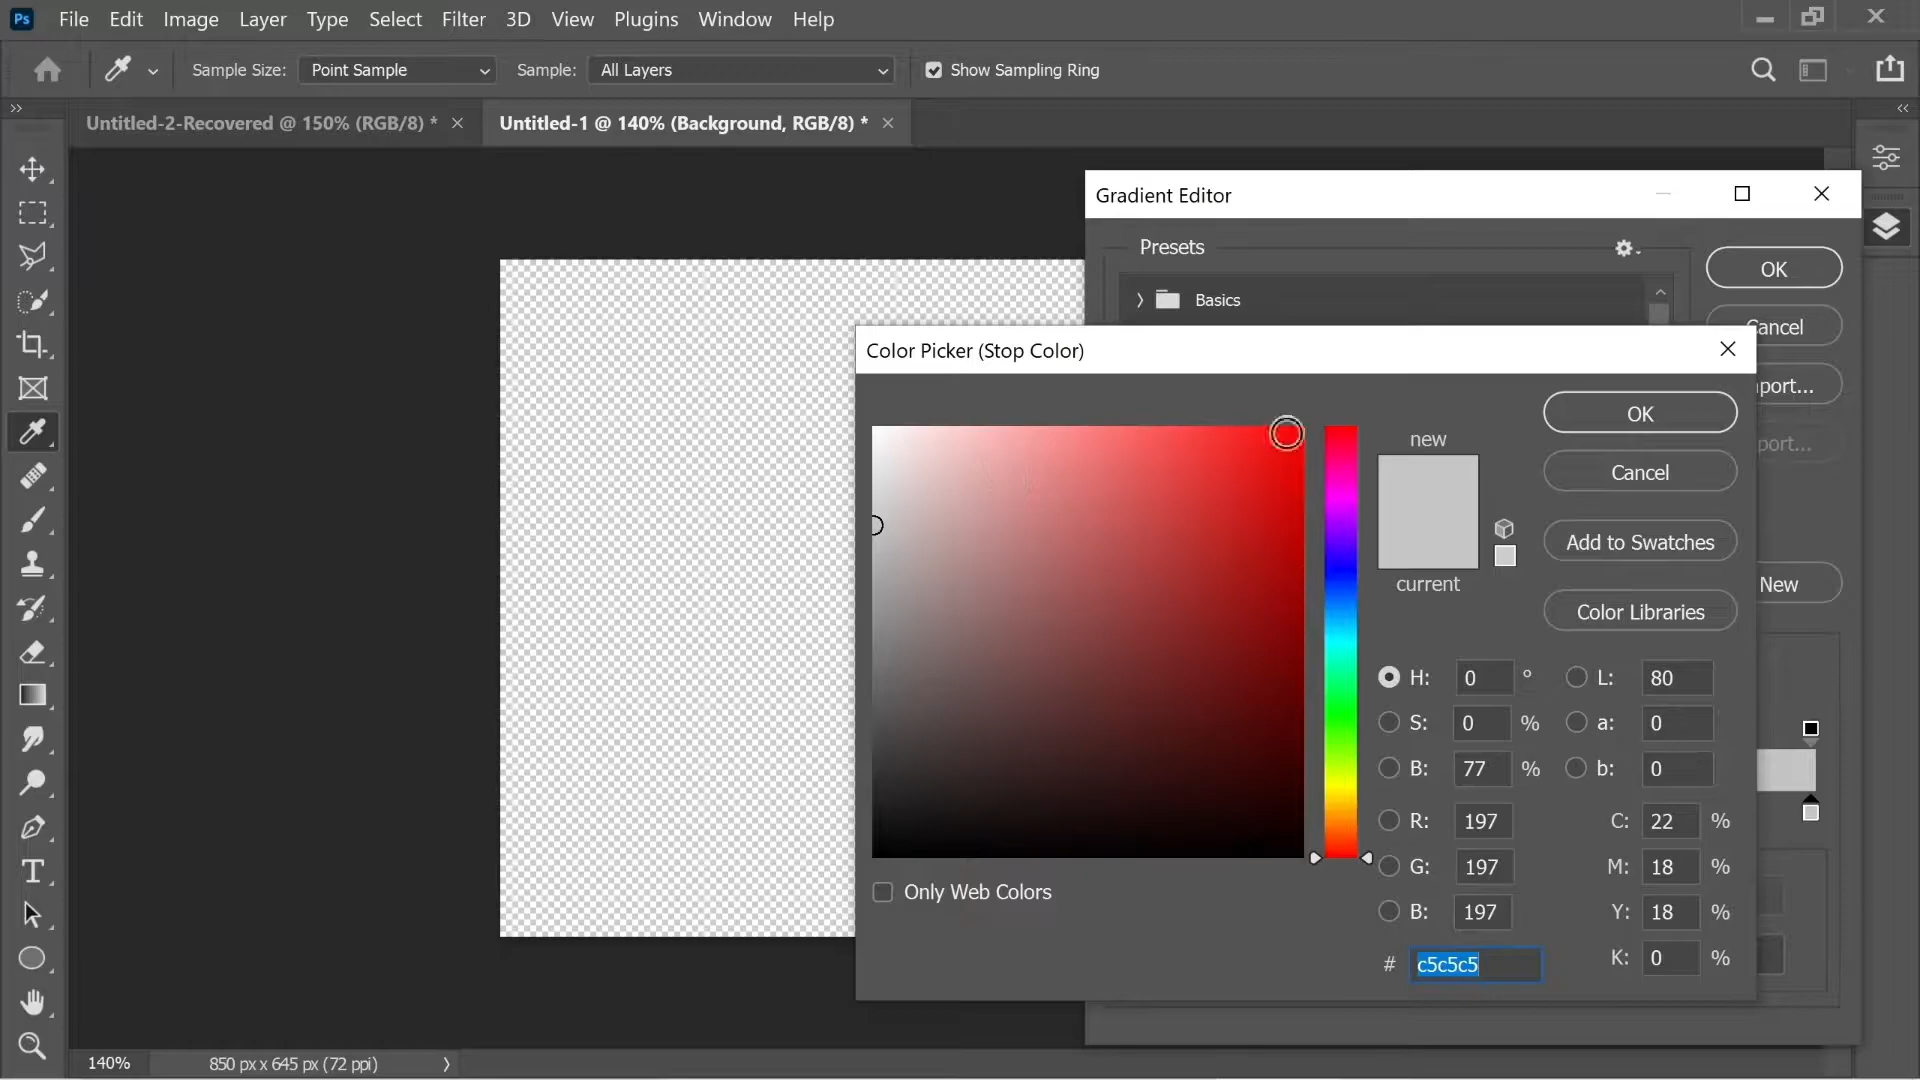 Ps File Edit Image Layer Type Select Filter 3D View Plugins Window Help
Sample Size: Point Sample Sample: All Layers Show Sampling Ring
Untitled-2-Recovered @ 150% (RGB/8) * × Untitled-1 @ 140% (Background, RGB/8) * ×
Gradient Editor
Presets
OK
Basics
Cancel
Color Picker (Stop Color)
port...
OK
new
port...
Cancel
Add to Swatches
current
New
Color Libraries
H: 0 ° L: 80
S: 0 % a: 0
B: 77 % b: 0
R: 197 C: 22 %
G: 197 M: 18 %
Only Web Colors
B: 197 Y: 18 %
# c5c5c5 K: 0 %
140% 850 px x 645 px (72 ppi)